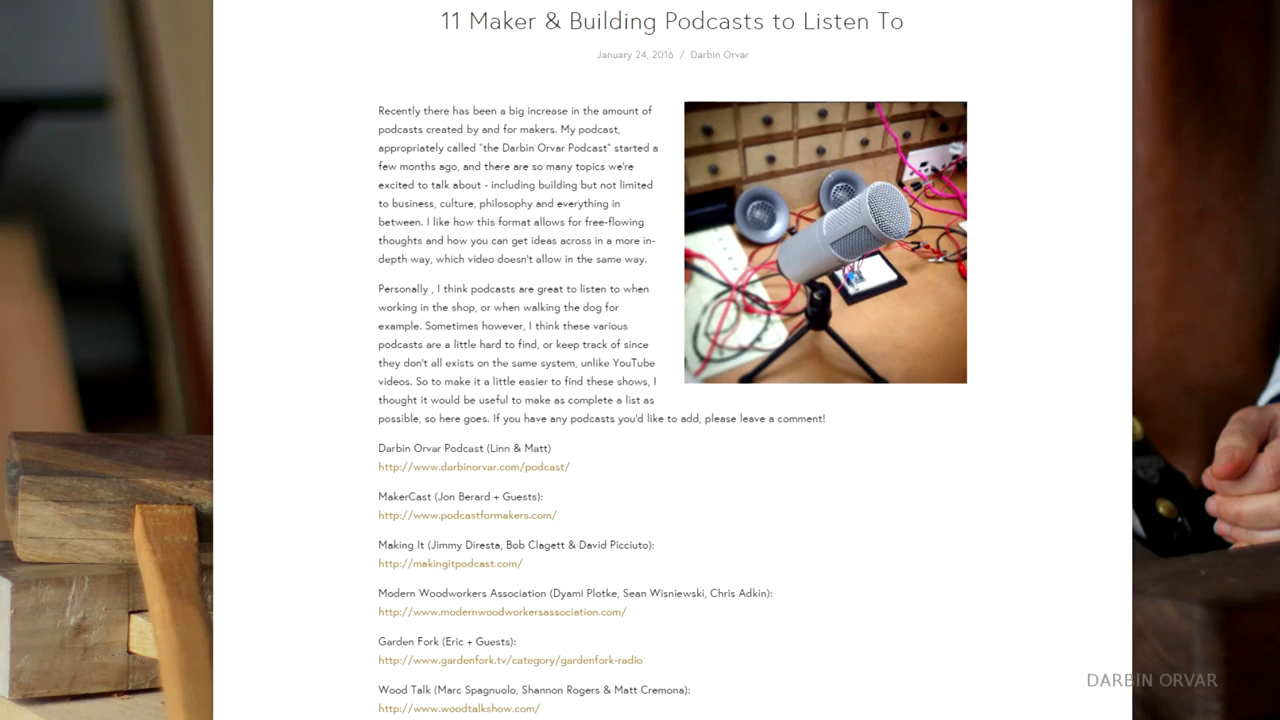 11 Maker & Building Podcasts to Listen To
January 24, 2016 / Darbin Orvar
Recently there has been a big increase in the amount of
podcasts created by and for makers. My podcast,
appropriately called "the Darbin Orvar Podcast" started a
few months ago, and there are so many topics we're
excited to talk about - including building but not limited
to business, culture, philosophy and everything in
between. I like how this format allows for free-flowing
thoughts and how you can get ideas across in a more in-
depth way, which video doesn't allow in the same way.
Personally , I think podcasts are great to listen to when
working in the shop, or when walking the dog for
example. Sometimes however, I think these various
podcasts are a little hard to find, or keep track of since
they don't all exists on the same system, unlike YouTube
videos. So to make it a little easier to find these shows, I
thought it would be useful to make as complete a list as
possible, so here goes. If you have any podcasts you'd like to add, please leave a comment!
Darbin Orvar Podcast (Linn & Matt)
http://www.darbinorvar.com/podcast/
MakerCast (Jon Berard + Guests):
http://www.podcastformakers.com/
Making It (Jimmy Diresta, Bob Clagett & David Picciuto):
http://makingitpodcast.com/
Modern Woodworkers Association (Dyami Plotke, Sean Wisniewski, Chris Adkin):
http://www.modernwoodworkersassociation.com/
Garden Fork (Eric + Guests):
http://www.gardenfork.tv/category/gardenfork-radio
Wood Talk (Marc Spagnuolo, Shannon Rogers & Matt Cremona):
http://www.woodtalkshow.com/
DARBIN ORVAR